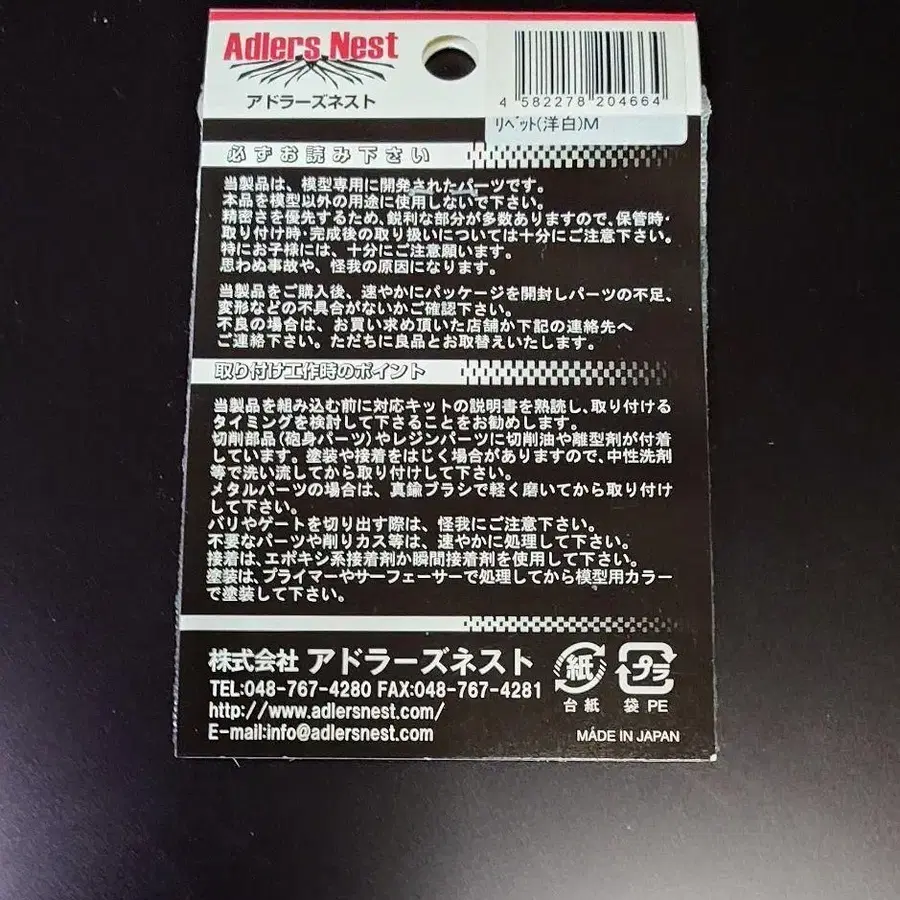 Adlers Nest
アドラーズネスト
4 582278 204664
ﾘﾍﾞｯﾄ(洋白)M
必ずお読み下さい
当製品は、模型専用に開発されたパーツです。
本品を模型以外の用途に使用しないで下さい。
精密さを優先するため、鋭利な部分が多数ありますので、保管時・
取り付け時・完成後の取り扱いについては十分にご注意下さい。
特にお子様には、十分にご注意願います。
思わぬ事故や、怪我の原因になります。
当製品をご購入後、速やかにパッケージを開封しパーツの不足、
変形などの不具合がないかご確認下さい。
不良の場合は、お買い求め頂いた店舗か下記の連絡先へ
ご連絡下さい。ただちに良品とお取替えいたします。
取り付け工作時のポイント
当製品を組み込む前に対応キットの説明書を熟読し、取り付ける
タイミングを検討して下さることをお勧めします。
切削部品(砲身パーツ)やレジンパーツに切削油や離型剤が付着
しています。塗装や接着をはじく場合がありますので、中性洗剤
等で洗い流してから取り付けして下さい。
メタルパーツの場合は、真鍮ブラシで軽く磨いてから取り付け
して下さい。
バリやゲートを切り出す際は、怪我にご注意下さい。
不要なパーツや削りカス等は、速やかに処理して下さい。
接着は、エポキシ系接着剤か瞬間接着剤を使用して下さい。
塗装は、プライマーやサーフェーサーで処理してから模型用カラー
で塗装して下さい。
株式会社 アドラーズネスト
TEL:048-767-4280 FAX:048-767-4281
http://www.adlersnest.com/
E-mail:info@adlersnest.com
紙
台紙
プラ
袋 PE
MADE IN JAPAN